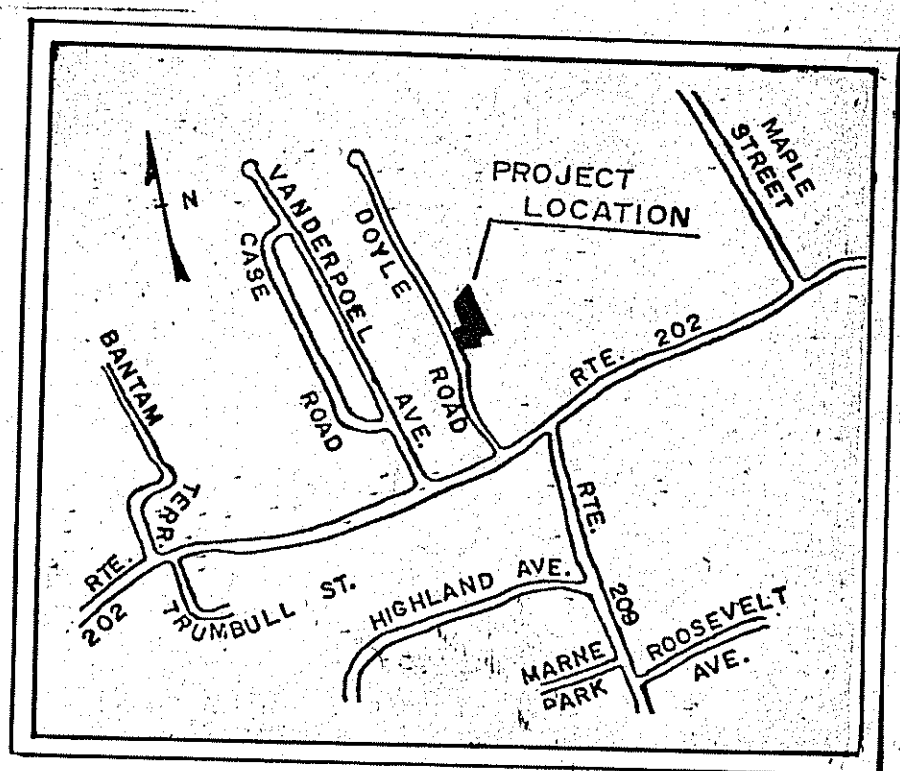 MAPLE
STREET
PROJECT
LOCATION
N
VANDERPOEL
AVE.
DOYLE
ROAD
CASE
ROAD
BANTAM
TERR.
RTE. 202
RTE.
202
TRUMBULL ST.
RTE.
209
HIGHLAND AVE.
MARNE
PARK
ROOSEVELT
AVE.